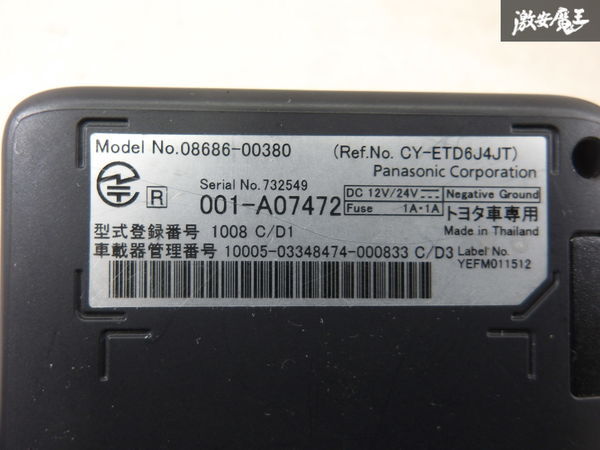 激安魔王
Model No.08686-00380 (Ref.No. CY-ETD6J4JT)
Panasonic Corporation
R
Serial No.732549
001-A07472
DC 12V/24V Negative Ground
Fuse 1A・1A
トヨタ車専用
型式登録番号 1008 C/D1
Made in Thailand
車載器管理番号 10005-03348474-000833 C/D3
Label No.
YEFM011512